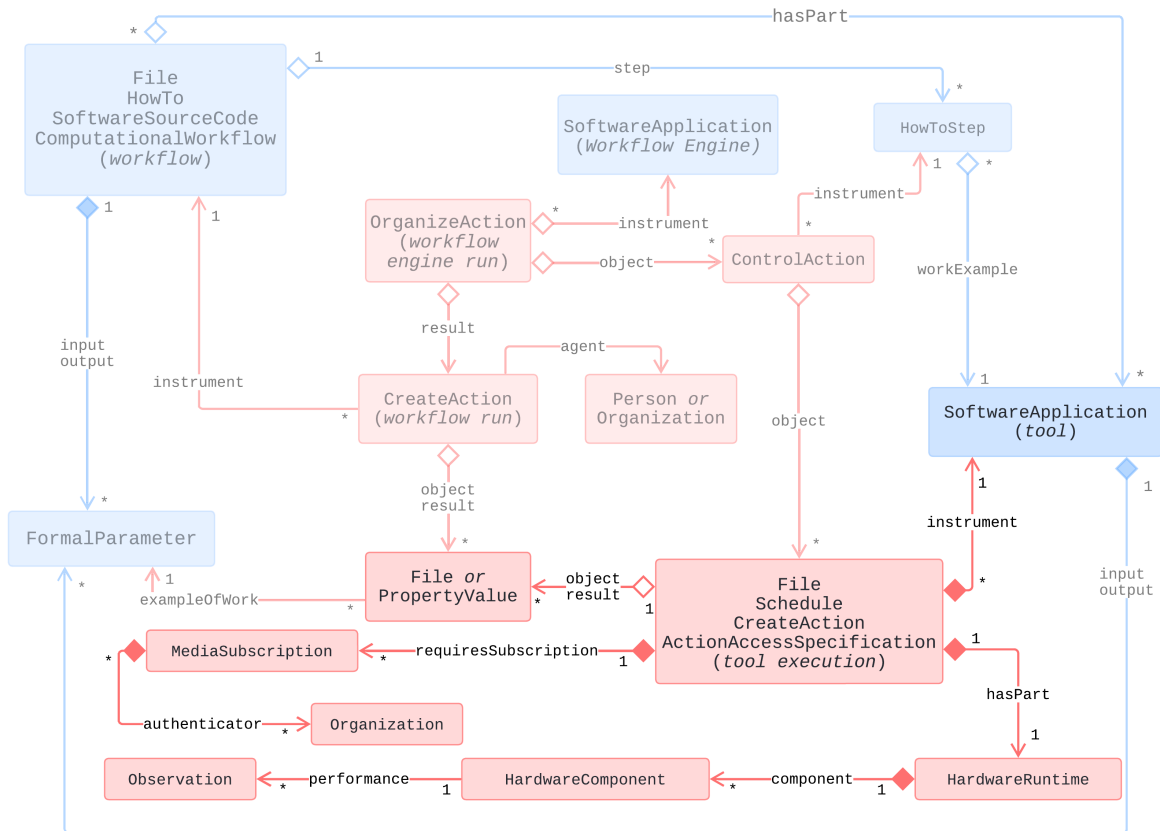 hasPart
*
1
step
*
File
HowTo
SoftwareSourceCode
ComputationalWorkflow
(workflow)
SoftwareApplication
(Workflow Engine)
HowToStep
1
*
1
1
instrument
*
OrganizeAction
(workflow
engine run)
*
instrument
*
object
ControlAction
workExample
result
input
output
agent
instrument
*
CreateAction
(workflow run)
Person or
Organization
object
1
*
SoftwareApplication
(tool)
object
result
*
*
1
1
instrument
*
FormalParameter
*
1
exampleOfWork
*
File or
PropertyValue
*
object
result
1
File
Schedule
CreateAction
ActionAccessSpecification
(tool execution)
*
input
output
*
MediaSubscription
*
requiresSubscription
1
1
hasPart
1
authenticator
*
Organization
Observation
*
performance
1
HardwareComponent
*
component
1
HardwareRuntime